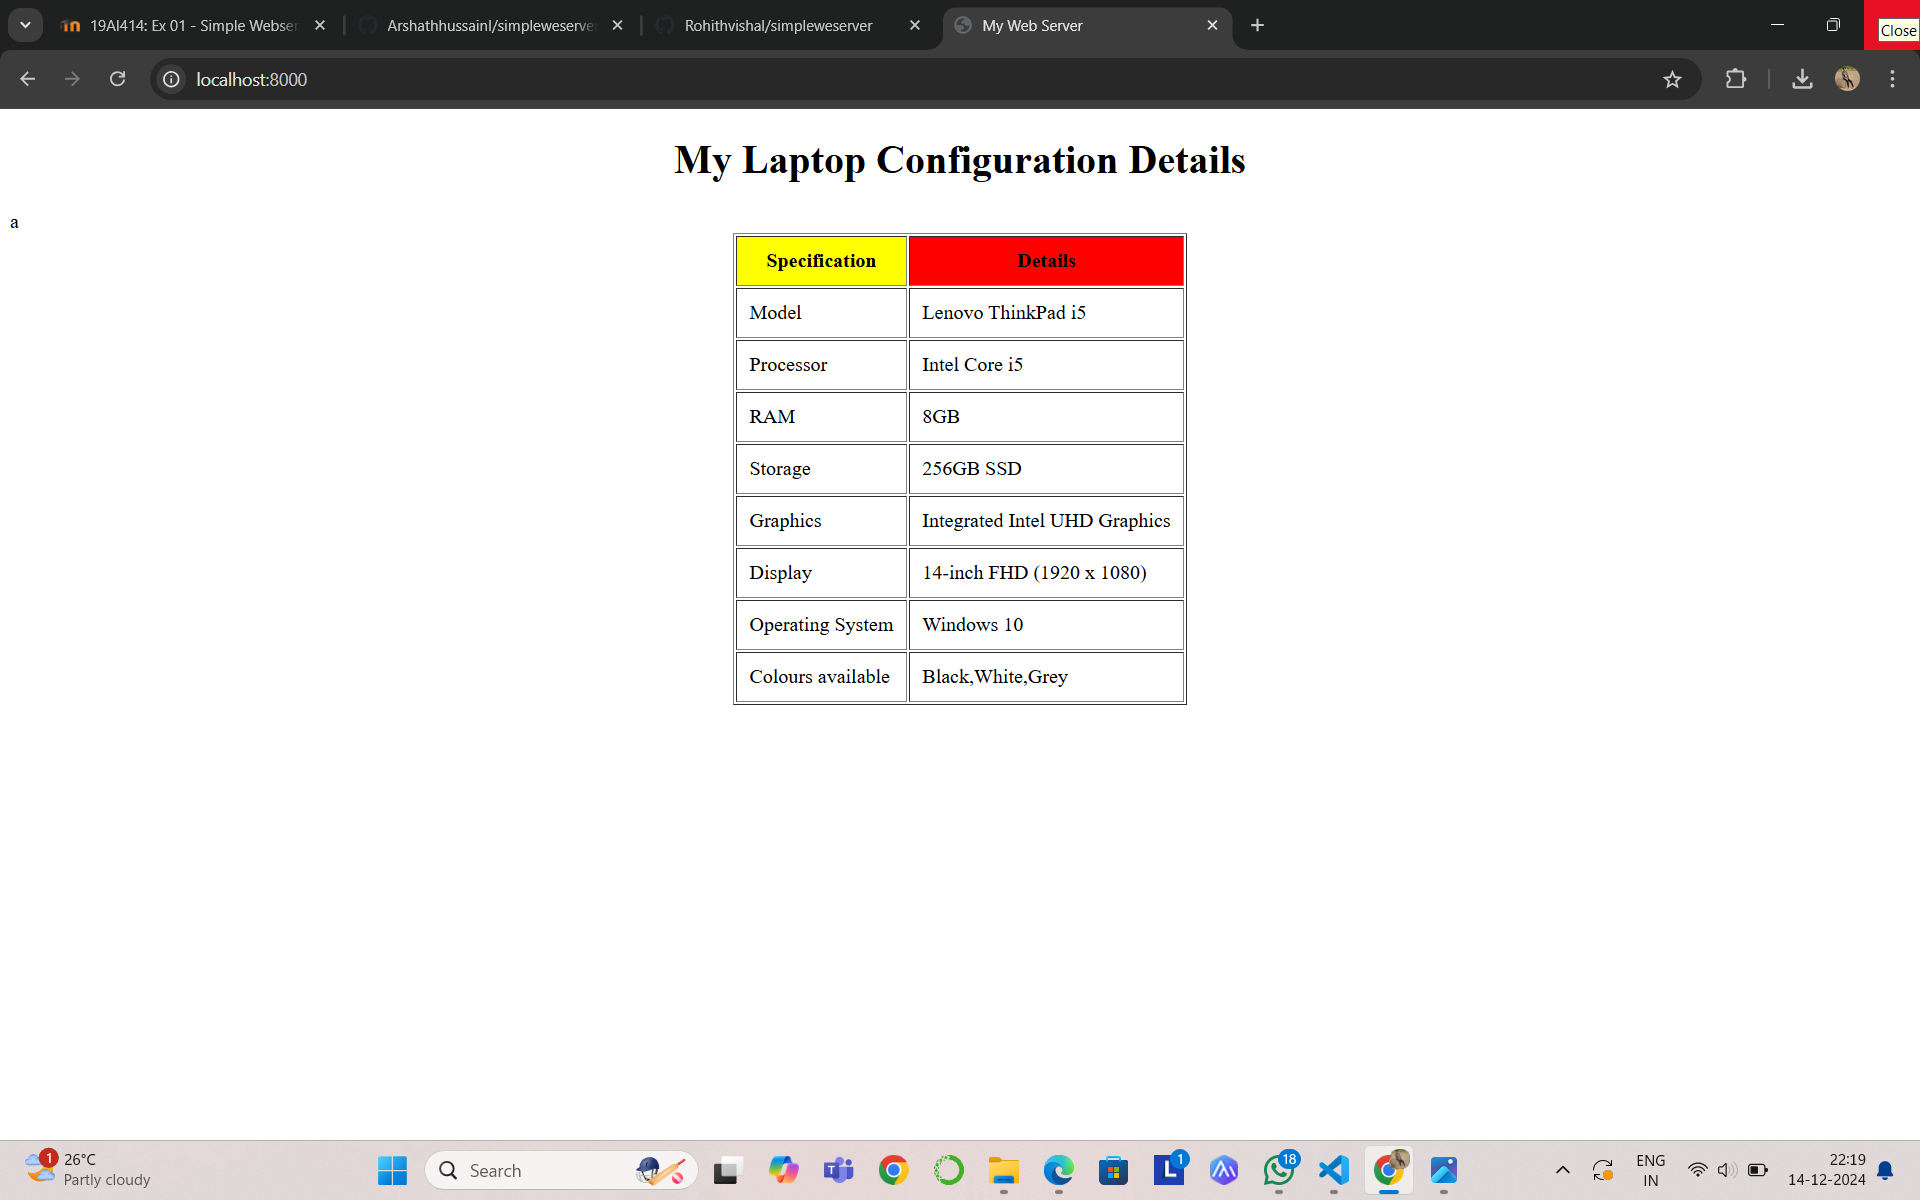 19AI414: Ex 01 - Simple Webser
Arshathhussainl/simpleweserver
Rohithvishal/simpleweserver
My Web Server
Close
localhost:8000
My Laptop Configuration Details
a
Specification Details
Model Lenovo ThinkPad i5
Processor Intel Core i5
RAM 8GB
Storage 256GB SSD
Graphics Integrated Intel UHD Graphics
Display 14-inch FHD (1920 x 1080)
Operating System Windows 10
Colours available Black,White,Grey
1
26°C
Partly cloudy
Search
1
18
ENG
IN
22:19
14-12-2024